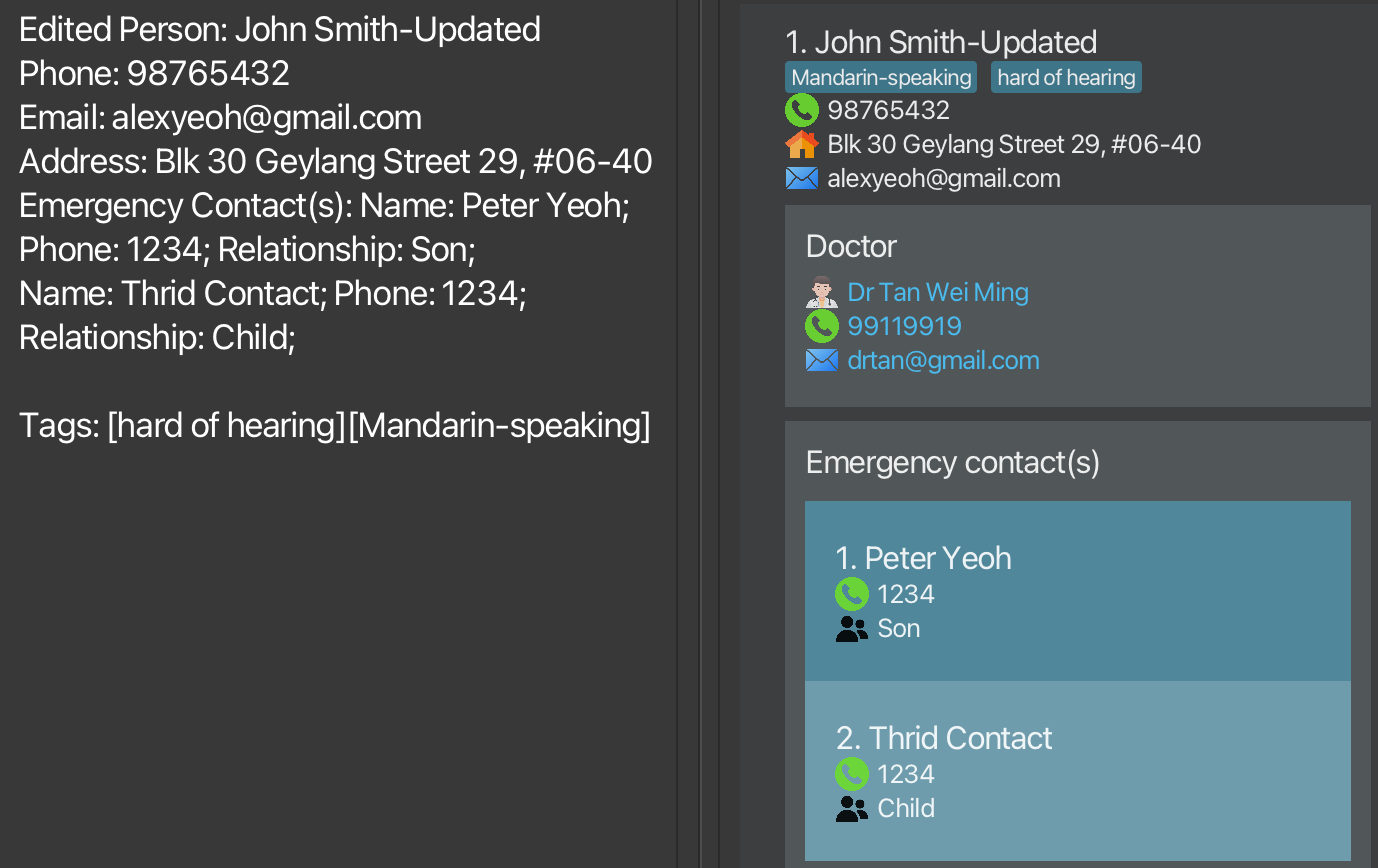 Edited Person: John Smith-Updated
Phone: 98765432
Email: alexyeoh@gmail.com
Address: Blk 30 Geylang Street 29, #06-40
Emergency Contact(s): Name: Peter Yeoh;
Phone: 1234; Relationship: Son;
Name: Thrid Contact; Phone: 1234;
Relationship: Child;
Tags: [hard of hearing][Mandarin-speaking]
1. John Smith-Updated
Mandarin-speaking hard of hearing
98765432
Blk 30 Geylang Street 29, #06-40
alexyeoh@gmail.com
Doctor
Dr Tan Wei Ming
99119919
drtan@gmail.com
Emergency contact(s)
1. Peter Yeoh
1234
Son
2. Thrid Contact
1234
Child